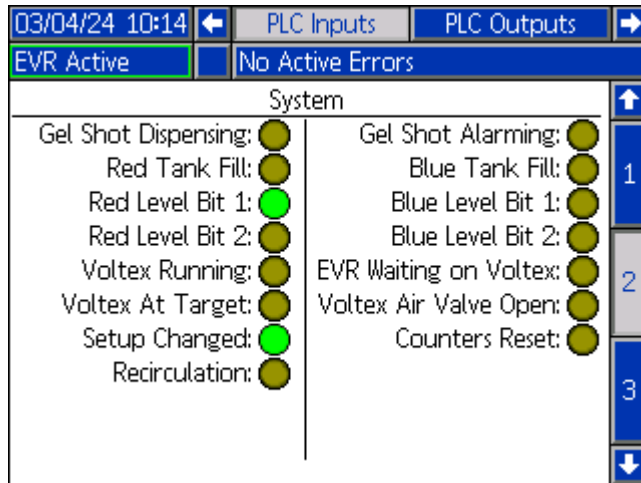 03/04/24 10:14 PLC Inputs PLC Outputs
EVR Active No Active Errors
System
Gel Shot Dispensing: Gel Shot Alarming:
Red Tank Fill: Blue Tank Fill:
Red Level Bit 1: Blue Level Bit 1:
Red Level Bit 2: Blue Level Bit 2:
Voltex Running: EVR Waiting on Voltex:
Voltex At Target: Voltex Air Valve Open:
Setup Changed: Counters Reset:
Recirculation:
1
2
3